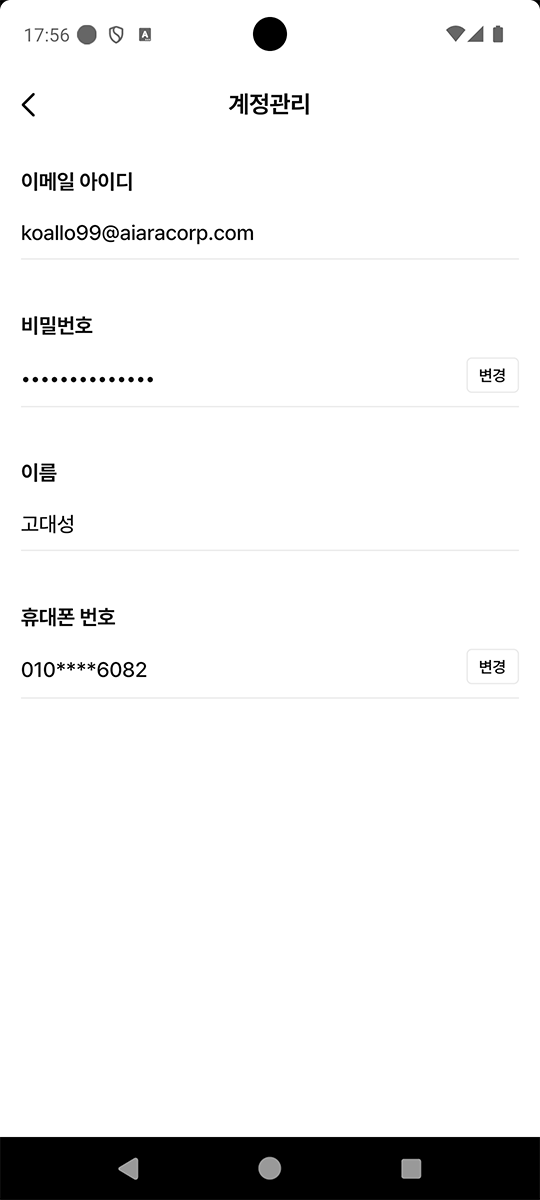 17:56
계정관리
이메일 아이디
koallo99@aiaracorp.com
비밀번호
••••••••••••••
변경
이름
고대성
휴대폰 번호
010****6082
변경